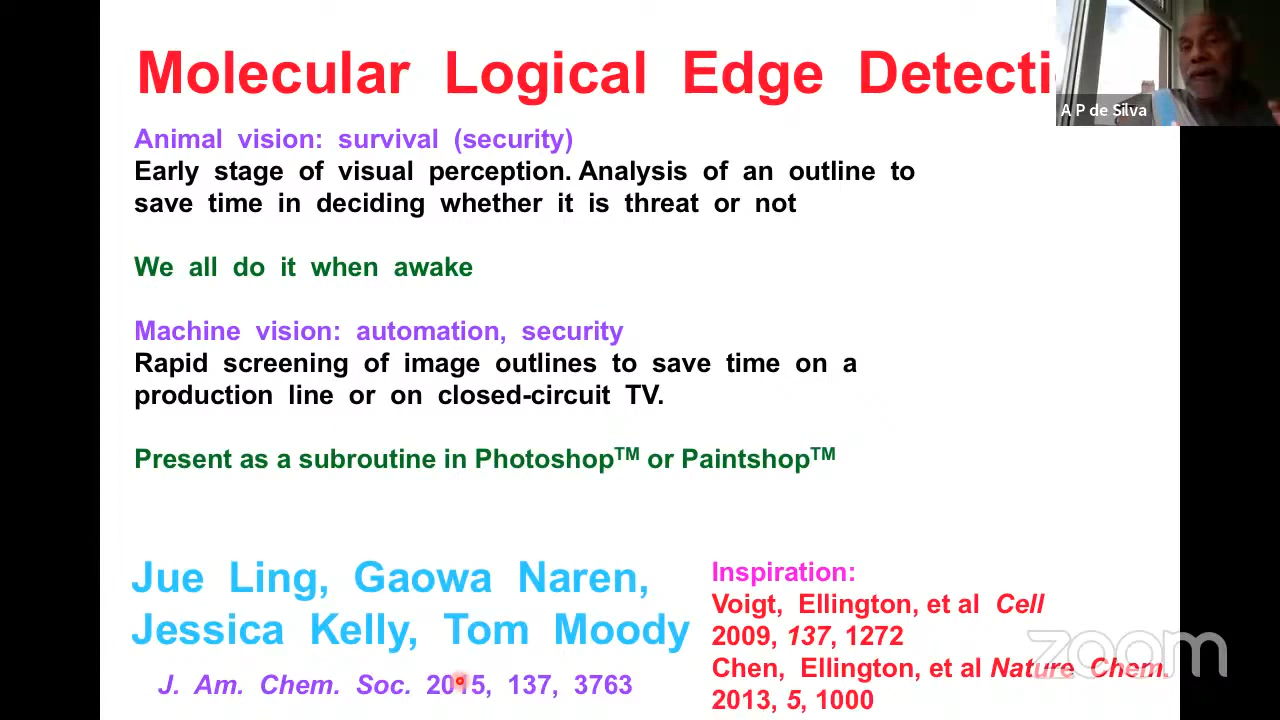 Molecular Logical Edge Detecti
A P de Silva
Animal vision: survival (security)
Early stage of visual perception. Analysis of an outline to
save time in deciding whether it is threat or not
We all do it when awake
Machine vision: automation, security
Rapid screening of image outlines to save time on a
production line or on closed-circuit TV.
Present as a subroutine in Photoshop™ or Paintshop™
Jue Ling, Gaowa Naren,
Jessica Kelly, Tom Moody
J. Am. Chem. Soc. 2015, 137, 3763
Inspiration:
Voigt, Ellington, et al Cell
2009, 137, 1272
Chen, Ellington, et al Nature Chem.
2013, 5, 1000
zoom